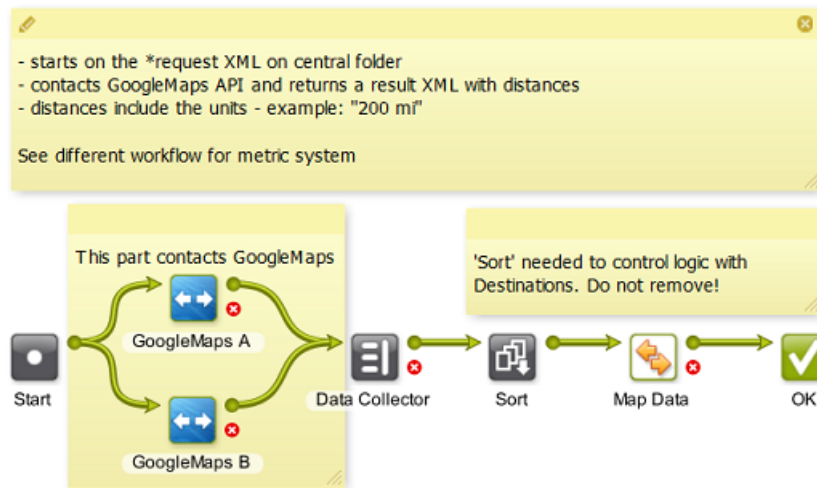 - starts on the *request XML on central folder
- contacts GoogleMaps API and returns a result XML with distances
- distances include the units - example: "200 mi"
See different workflow for metric system
This part contacts GoogleMaps
'Sort' needed to control logic with
Destinations. Do not remove!
GoogleMaps A
Start
Data Collector
Sort
Map Data
OK
GoogleMaps B